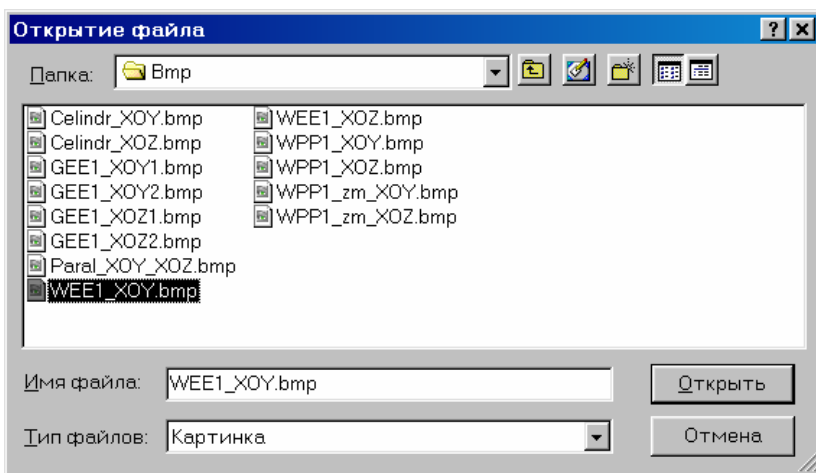 Открытие файла
Папка: Bmp
Celindr_XOY.bmp
Celindr_XOZ.bmp
GEE1_XOY1.bmp
GEE1_XOY2.bmp
GEE1_XOZ1.bmp
GEE1_XOZ2.bmp
Paral_XOY_XOZ.bmp
WEE1_XOY.bmp
WEE1_XOZ.bmp
WPP1_XOY.bmp
WPP1_XOZ.bmp
WPP1_zm_XOY.bmp
WPP1_zm_XOZ.bmp
Имя файла: WEE1_XOY.bmp
Открыть
Тип файлов: Картинка
Отмена